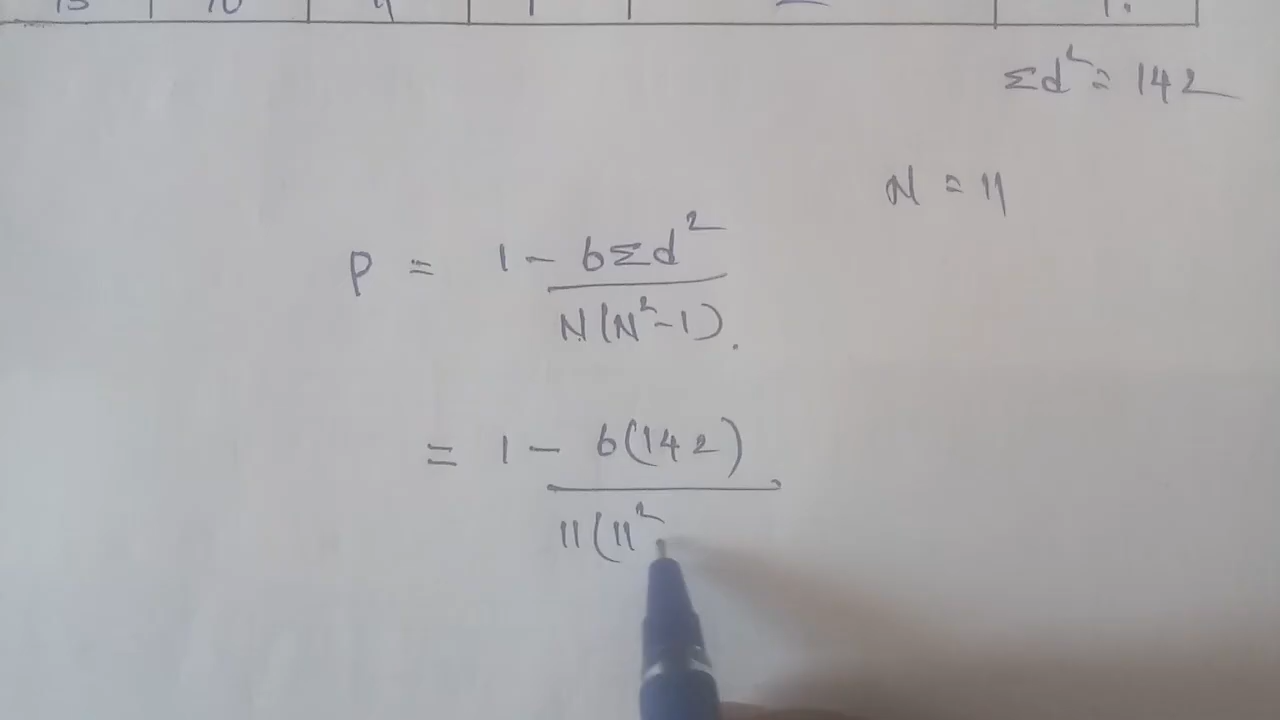 Σd² = 142
N = 11
P = 1 - 6Σd²
N(N²-1).
= 1 - 6(142)
11(11²